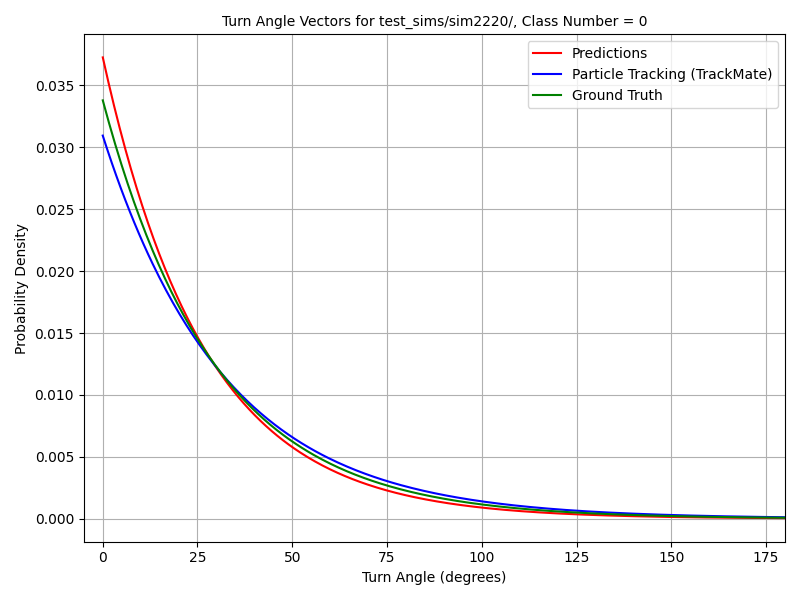 Turn Angle Vectors for test_sims/sim2220/, Class Number = 0
Predictions
Particle Tracking (TrackMate)
Ground Truth
Probability Density
0.035
0.030
0.025
0.020
0.015
0.010
0.005
0.000
0 25 50 75 100 125 150 175
Turn Angle (degrees)